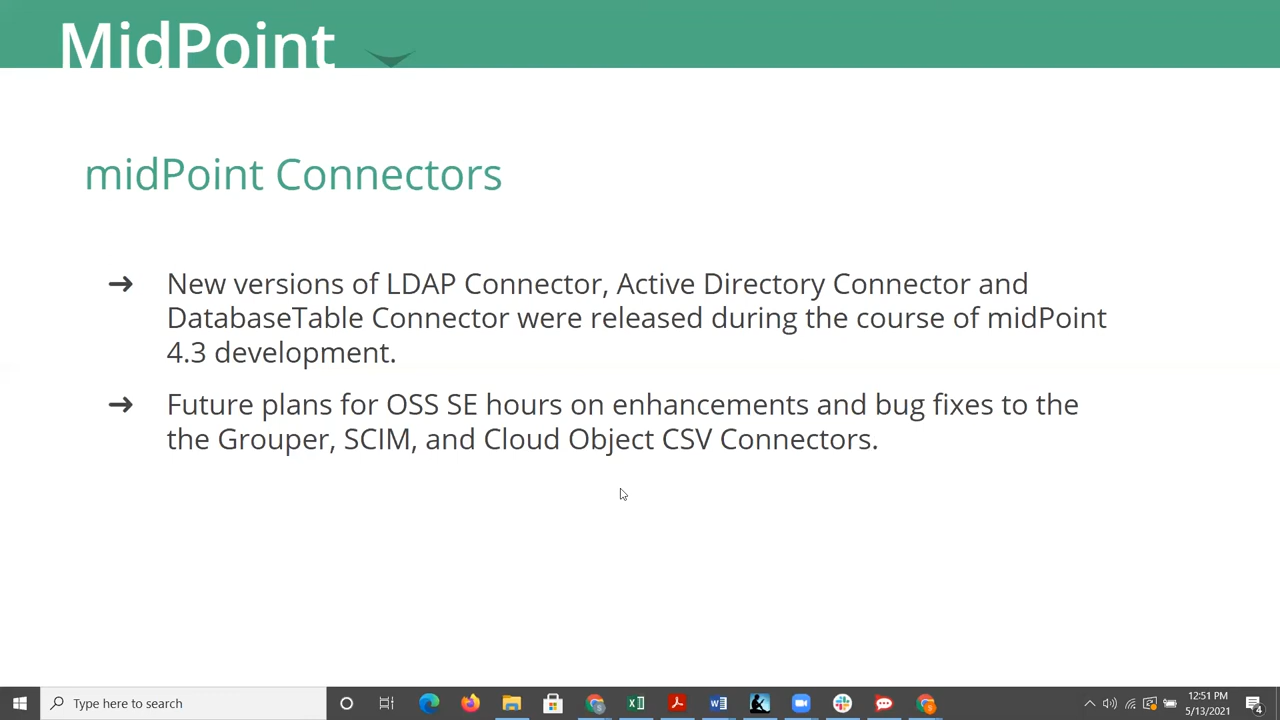 MidPoint
midPoint Connectors
➔ New versions of LDAP Connector, Active Directory Connector and
DatabaseTable Connector were released during the course of midPoint
4.3 development.
➔ Future plans for OSS SE hours on enhancements and bug fixes to the
the Grouper, SCIM, and Cloud Object CSV Connectors.
Type here to search
12:51 PM
5/13/2021
4